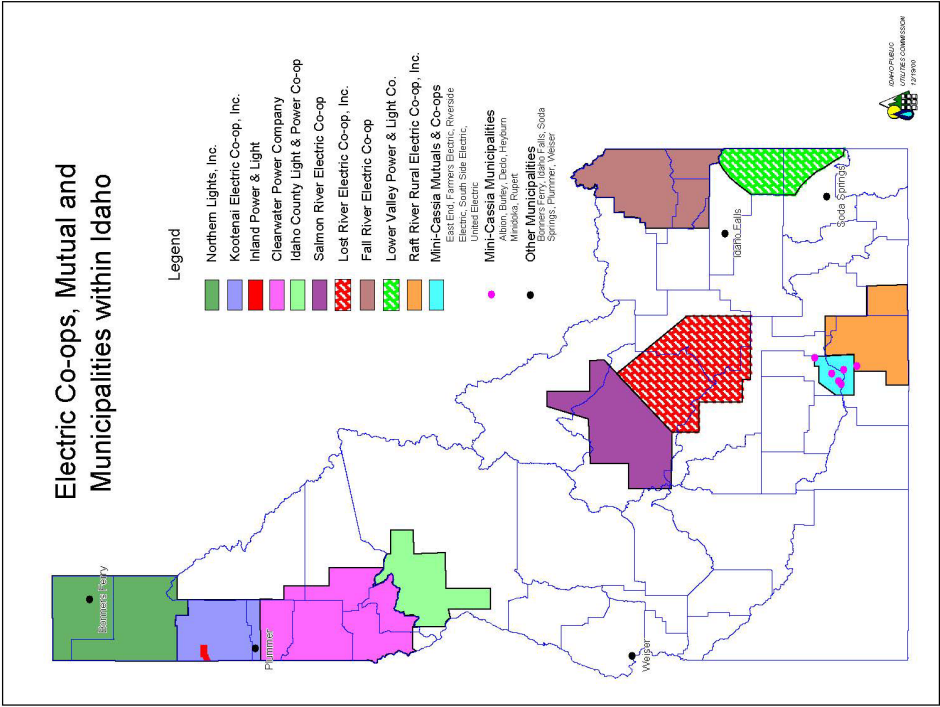 Electric Co-ops, Mutual and
Municipalities within Idaho
Legend
Northern Lights, Inc.
Kootenai Electric Co-op, Inc.
Inland Power & Light
Clearwater Power Company
Idaho County Light & Power Co-op
Salmon River Electric Co-op
Lost River Electric Co-op, Inc.
Fall River Electric Co-op
Lower Valley Power & Light Co.
Raft River Rural Electric Co-op, Inc.
Mini-Cassia Mutuals & Co-ops
East End, Farmers Electric, Riverside
Electric, South Side Electric,
United Electric
Mini-Cassia Municipalities
Albion, Burley, Declo, Heyburn
Minidoka, Rupert
Other Municipalities
Bonners Ferry, Idaho Falls, Soda
Springs, Plummer, Weiser
Bonners Ferry
Plummer
Weiser
Idaho Falls
Soda Springs
IDAHO PUBLIC
UTILITIES COMMISSION
12/19/00